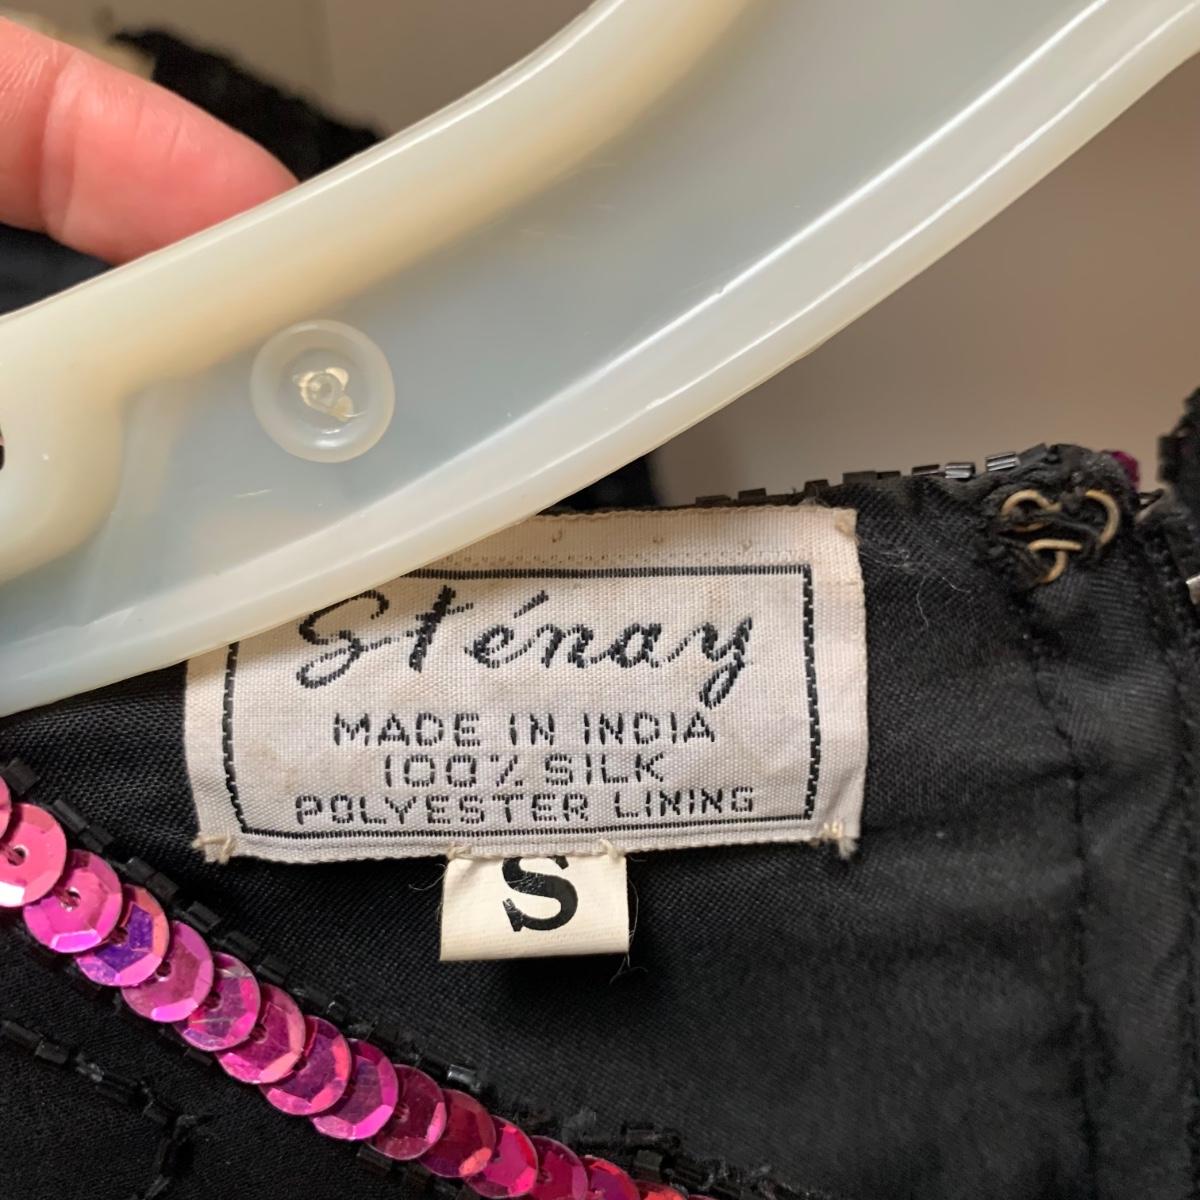 Sténay
MADE IN INDIA
100% SILK
POLYESTER LINING
S